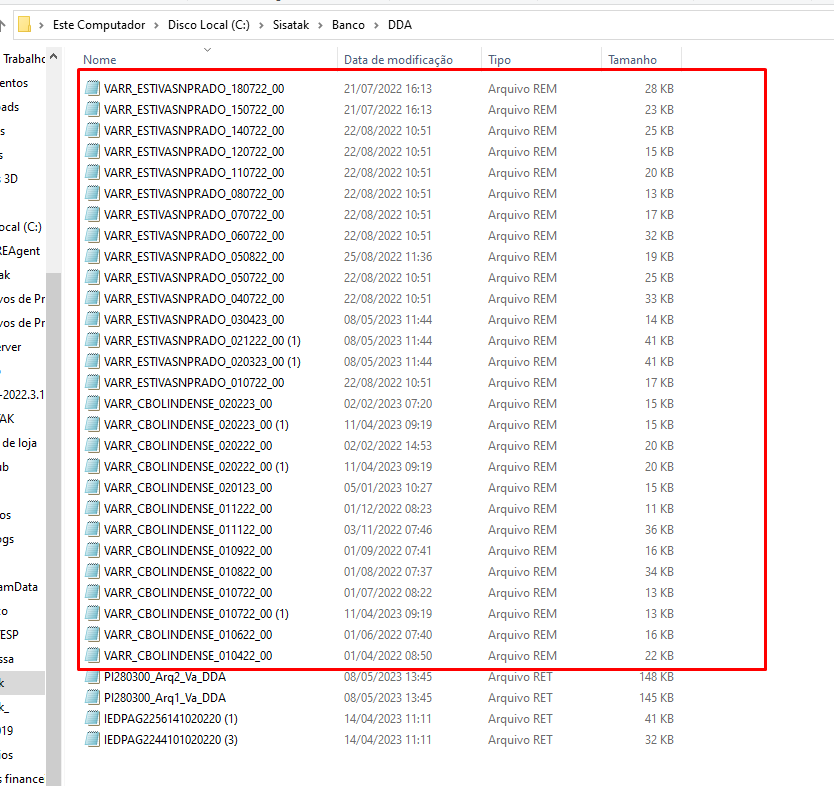 Este Computador > Disco Local (C:) > Sisatak > Banco > DDA
Nome Data de modificação Tipo Tamanho
VARR_ESTIVASNPRADO_180722_00 21/07/2022 16:13 Arquivo REM 28 KB
VARR_ESTIVASNPRADO_150722_00 21/07/2022 16:13 Arquivo REM 23 KB
VARR_ESTIVASNPRADO_140722_00 22/08/2022 10:51 Arquivo REM 25 KB
VARR_ESTIVASNPRADO_120722_00 22/08/2022 10:51 Arquivo REM 15 KB
VARR_ESTIVASNPRADO_110722_00 22/08/2022 10:51 Arquivo REM 20 KB
VARR_ESTIVASNPRADO_080722_00 22/08/2022 10:51 Arquivo REM 13 KB
VARR_ESTIVASNPRADO_070722_00 22/08/2022 10:51 Arquivo REM 17 KB
VARR_ESTIVASNPRADO_060722_00 22/08/2022 10:51 Arquivo REM 32 KB
VARR_ESTIVASNPRADO_050822_00 25/08/2022 11:36 Arquivo REM 19 KB
VARR_ESTIVASNPRADO_050722_00 22/08/2022 10:51 Arquivo REM 25 KB
VARR_ESTIVASNPRADO_040722_00 22/08/2022 10:51 Arquivo REM 33 KB
VARR_ESTIVASNPRADO_030423_00 08/05/2023 11:44 Arquivo REM 14 KB
VARR_ESTIVASNPRADO_021222_00 (1) 08/05/2023 11:44 Arquivo REM 41 KB
VARR_ESTIVASNPRADO_020323_00 (1) 08/05/2023 11:44 Arquivo REM 41 KB
VARR_ESTIVASNPRADO_010722_00 22/08/2022 10:51 Arquivo REM 17 KB
VARR_CBOLINDENSE_020223_00 02/02/2023 07:20 Arquivo REM 15 KB
VARR_CBOLINDENSE_020223_00 (1) 11/04/2023 09:19 Arquivo REM 15 KB
VARR_CBOLINDENSE_020222_00 02/02/2022 14:53 Arquivo REM 20 KB
VARR_CBOLINDENSE_020222_00 (1) 11/04/2023 09:19 Arquivo REM 20 KB
VARR_CBOLINDENSE_020123_00 05/01/2023 10:27 Arquivo REM 15 KB
VARR_CBOLINDENSE_011222_00 01/12/2022 08:23 Arquivo REM 11 KB
VARR_CBOLINDENSE_011122_00 03/11/2022 07:46 Arquivo REM 36 KB
VARR_CBOLINDENSE_010922_00 01/09/2022 07:41 Arquivo REM 16 KB
VARR_CBOLINDENSE_010822_00 01/08/2022 07:37 Arquivo REM 34 KB
VARR_CBOLINDENSE_010722_00 01/07/2022 08:22 Arquivo REM 13 KB
VARR_CBOLINDENSE_010722_00 (1) 11/04/2023 09:19 Arquivo REM 13 KB
VARR_CBOLINDENSE_010622_00 01/06/2022 07:40 Arquivo REM 16 KB
VARR_CBOLINDENSE_010422_00 01/04/2022 08:50 Arquivo REM 22 KB
PI280300_Arq2_Va_DDA 08/05/2023 13:45 Arquivo RET 148 KB
PI280300_Arq1_Va_DDA 08/05/2023 13:45 Arquivo RET 145 KB
IEDPAG2256141020220 (1) 14/04/2023 11:11 Arquivo RET 41 KB
IEDPAG2244101020220 (3) 14/04/2023 11:11 Arquivo RET 32 KB
Trabalho
entos
oads
s
s
s 3D
ocal (C:)
REAgent
ak
vos de Pr
vos de Pr
erver
-2022.3.1
TAK
de loja
ub
os
ogs
amData
to
TESP
ssa
k
k_
019
ios
s finance